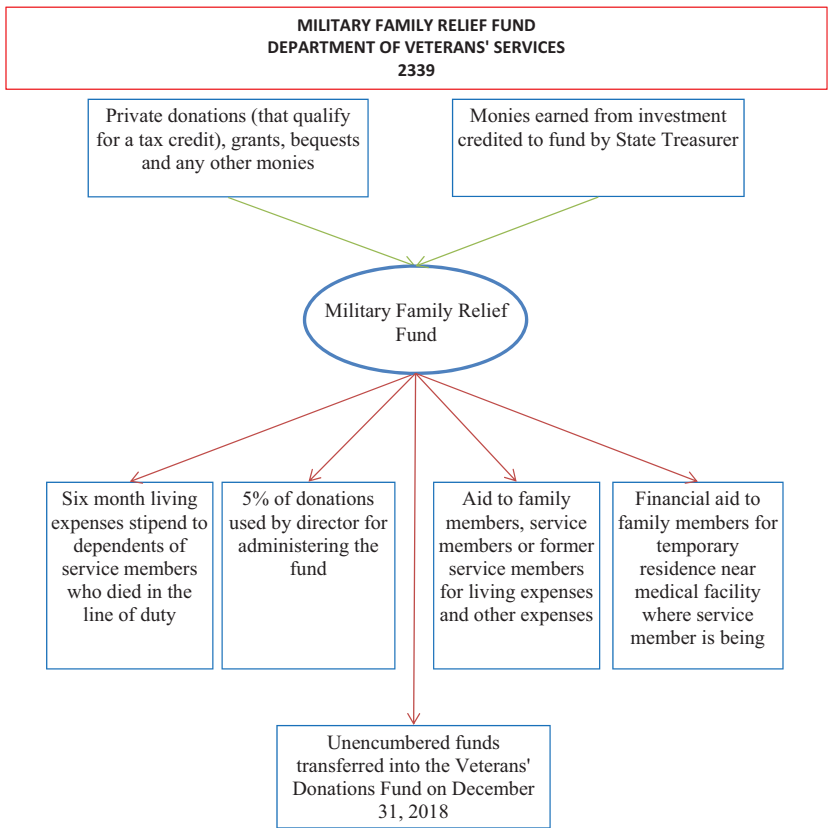 MILITARY FAMILY RELIEF FUND
DEPARTMENT OF VETERANS' SERVICES
2339
Private donations (that qualify
for a tax credit), grants, bequests
and any other monies
Monies earned from investment
credited to fund by State Treasurer
Military Family Relief
Fund
Six month living
expenses stipend to
dependents of
service members
who died in the
line of duty
5% of donations
used by director for
administering the
fund
Aid to family
members, service
members or former
service members
for living expenses
and other expenses
Financial aid to
family members for
temporary
residence near
medical facility
where service
member is being
Unencumbered funds
transferred into the Veterans'
Donations Fund on December
31, 2018